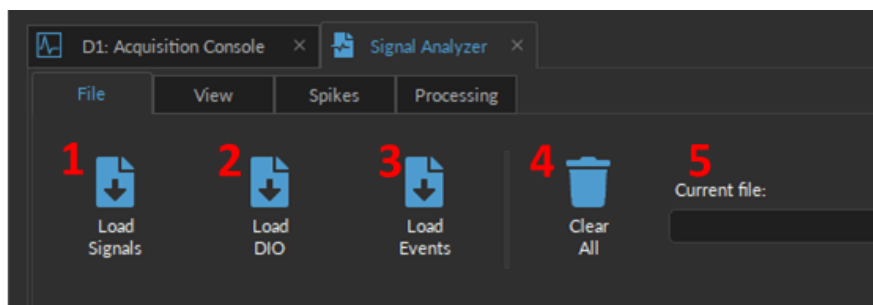 D1: Acquisition Console × Signal Analyzer ×
File View Spikes Processing
1 2 3 4 5
Current file:
Load Load Load Clear
Signals DIO Events All